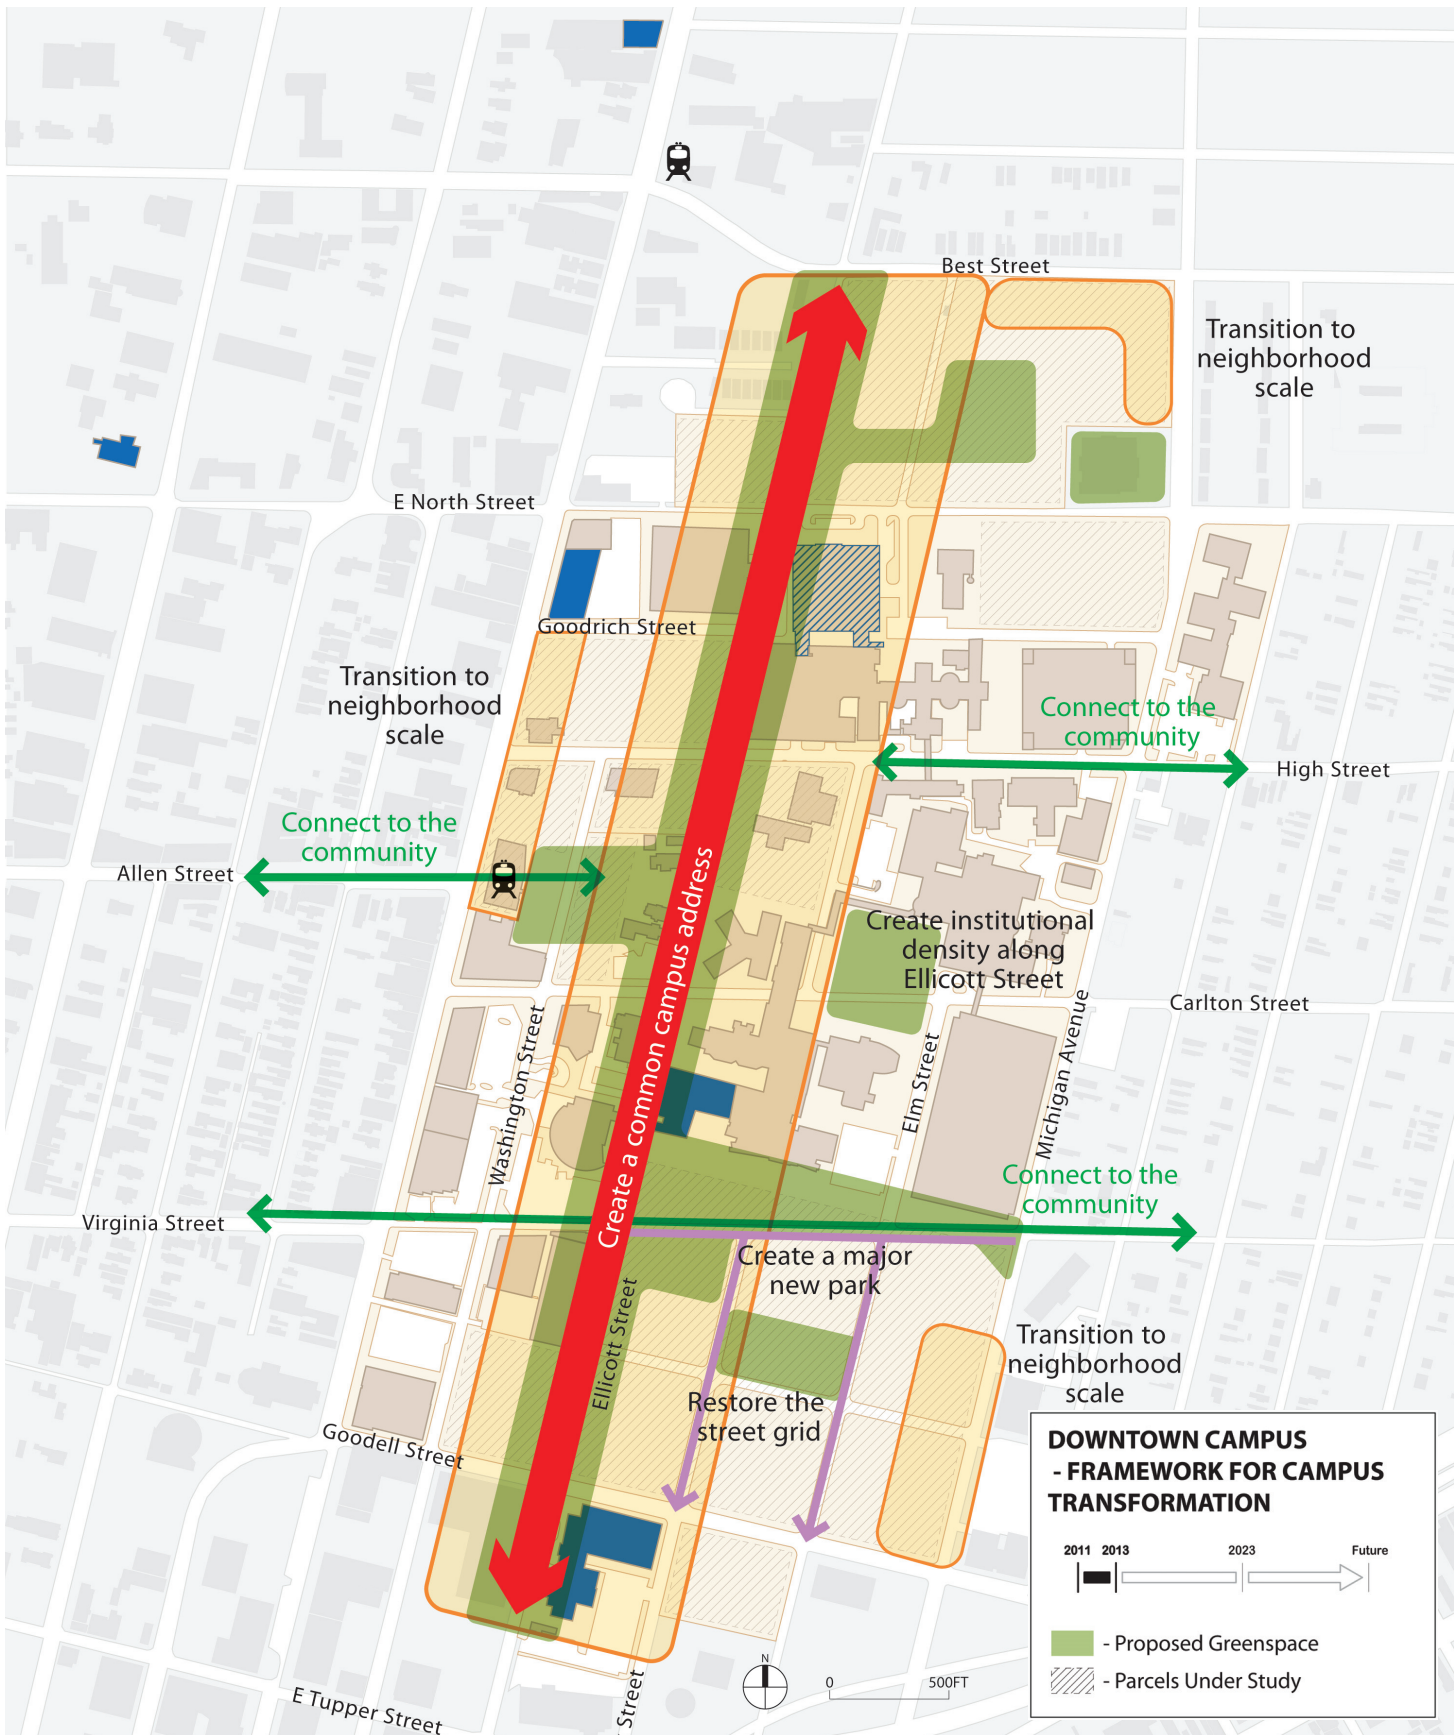 Best Street
Transition to
neighborhood
scale
E North Street
Goodrich Street
Transition to
neighborhood
scale
Connect to the
community
High Street
Connect to the
community
Allen Street
Create a common campus address
Create institutional
density along
Ellicott Street
Carlton Street
Washington Street
Elm Street
Michigan Avenue
Connect to the
community
Virginia Street
Create a major
new park
Ellicott Street
Transition to
neighborhood
scale
Restore the
street grid
Goodell Street
E Tupper Street
Street
N
0 500FT
DOWNTOWN CAMPUS
- FRAMEWORK FOR CAMPUS
TRANSFORMATION
2011 2013 2023 Future
- Proposed Greenspace
- Parcels Under Study